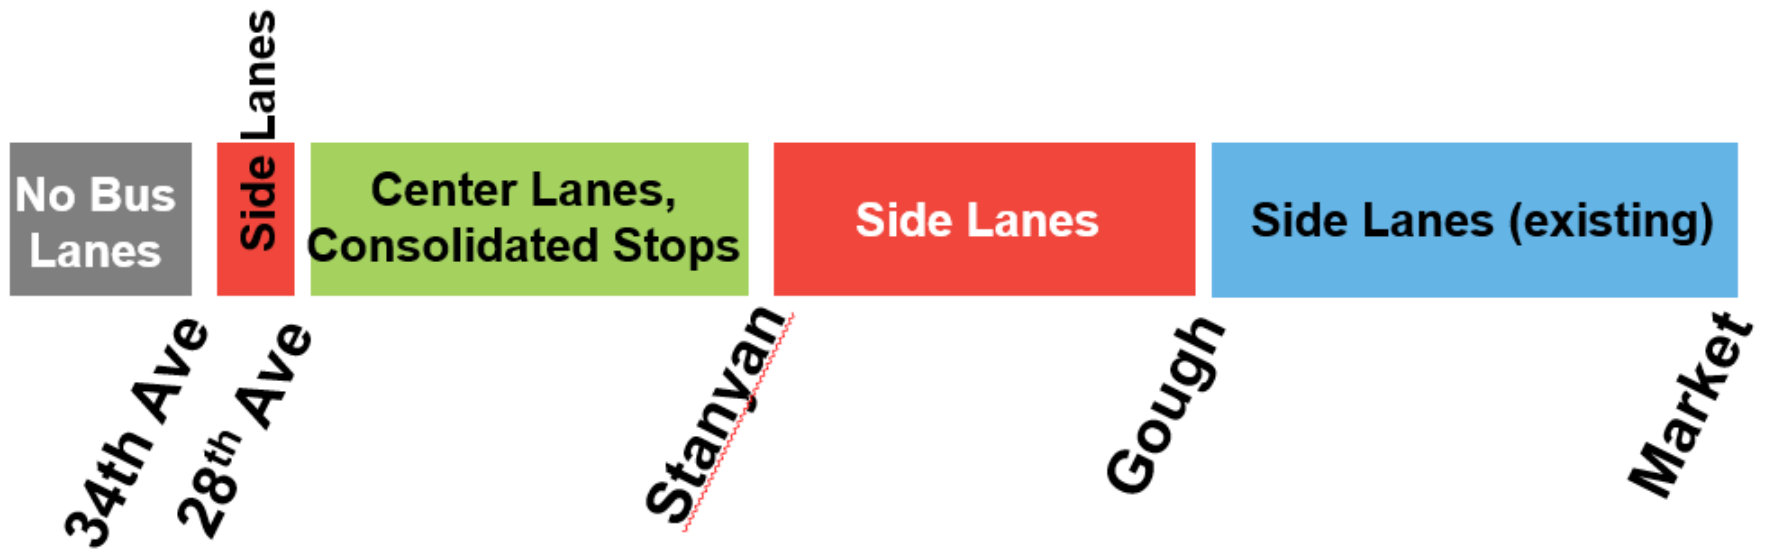 No Bus
Lanes
Side Lanes
Center Lanes,
Consolidated Stops
Side Lanes
Side Lanes (existing)
34th Ave
28th Ave
Stanyan
Gough
Market